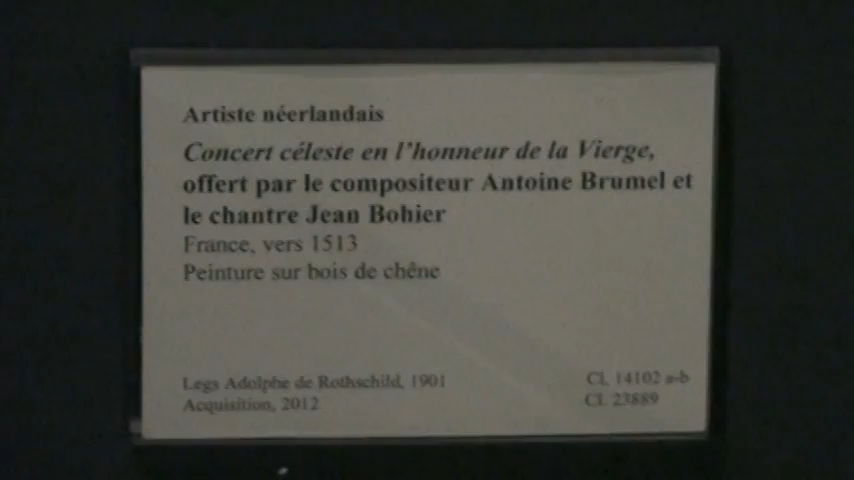 Artiste néerlandais
Concert céleste en l'honneur de la Vierge,
offert par le compositeur Antoine Brumel et
le chantre Jean Bohier
France, vers 1513
Peinture sur bois de chêne
Legs Adolphe de Rothschild, 1901
Acquisition, 2012
Cl. 14102 a-b
Cl. 23889